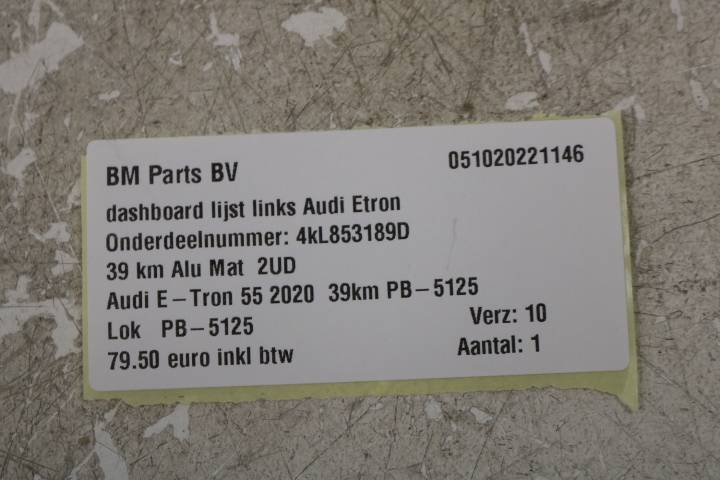 BM Parts BV 051020221146
dashboard lijst links Audi Etron
Onderdeelnummer: 4kL853189D
39 km Alu Mat 2UD
Audi E-Tron 55 2020 39km PB-5125
Lok PB-5125 Verz: 10
79.50 euro inkl btw Aantal: 1